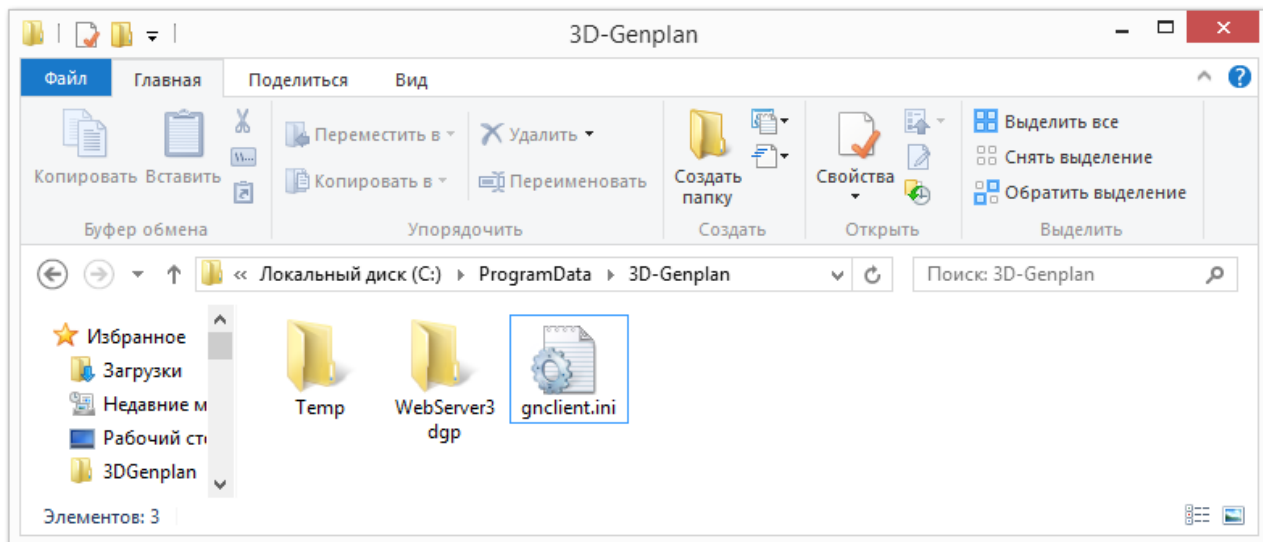 3D-Genplan
Файл Главная Поделиться Вид
Копировать Вставить
Переместить в
Копировать в
Удалить
Переименовать
Создать папку
Свойства
Выделить все
Снять выделение
Обратить выделение
Буфер обмена Упорядочить Создать Открыть Выделить
« Локальный диск (C:) ProgramData 3D-Genplan Поиск: 3D-Genplan
Избранное
Загрузки
Недавние м
Рабочий сто
3DGenplan
Temp
WebServer3
dgp
gnclient.ini
Элементов: 3